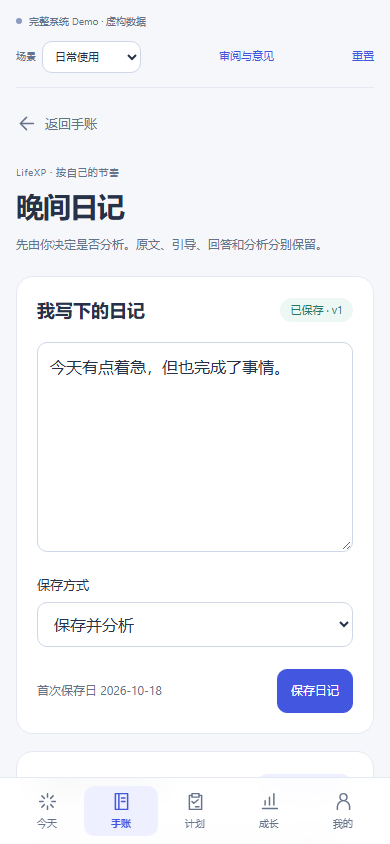 完整系统 Demo · 虚构数据
场景 日常使用 审阅与意见 重置
返回手账
LifeXP · 按自己的节奏
晚间日记
先由你决定是否分析。原文、引导、回答和分析分别保留。
我写下的日记 已保存 · v1
今天有点着急，但也完成了事情。
保存方式
保存并分析
首次保存日 2026-10-18 保存日记
今天 手账 计划 成长 我的